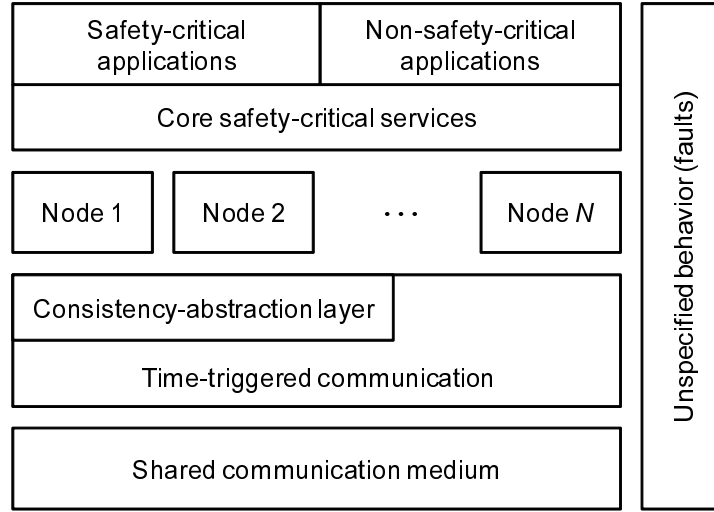 Safety-critical
applications
Non-safety-critical
applications
Core safety-critical services
Node 1
Node 2
...
Node N
Consistency-abstraction layer
Time-triggered communication
Shared communication medium
Unspecified behavior (faults)